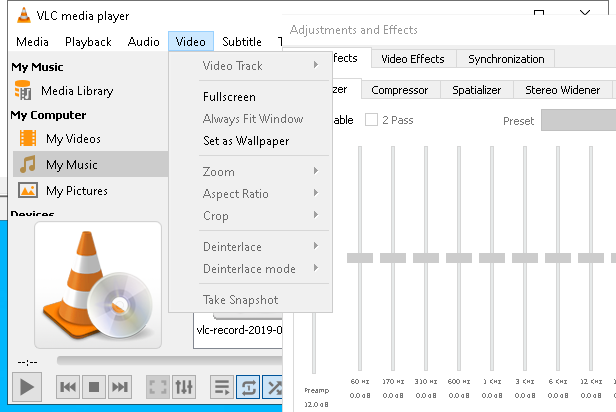 VLC media player
Media Playback Audio Video Subtitle T
Adjustments and Effects
My Music
Media Library
My Computer
My Videos
My Music
My Pictures
Devices
Video Track
Fullscreen
Always Fit Window
Set as Wallpaper
Zoom
Aspect Ratio
Crop
Deinterlace
Deinterlace mode
Take Snapshot
ffects Video Effects Synchronization
zer Compressor Spatializer Stereo Widener
able 2 Pass Preset
vlc-record-2019-0
--:--
60 Hz 170 Hz 310 Hz 600 Hz 1 KHz 3 KHz 6 KHz 12 KHz
Preamp 0.0 dB 0.0 dB 0.0 dB 0.0 dB 0.0 dB 0.0 dB 0.0 dB 0.0 dB
12.0 dB